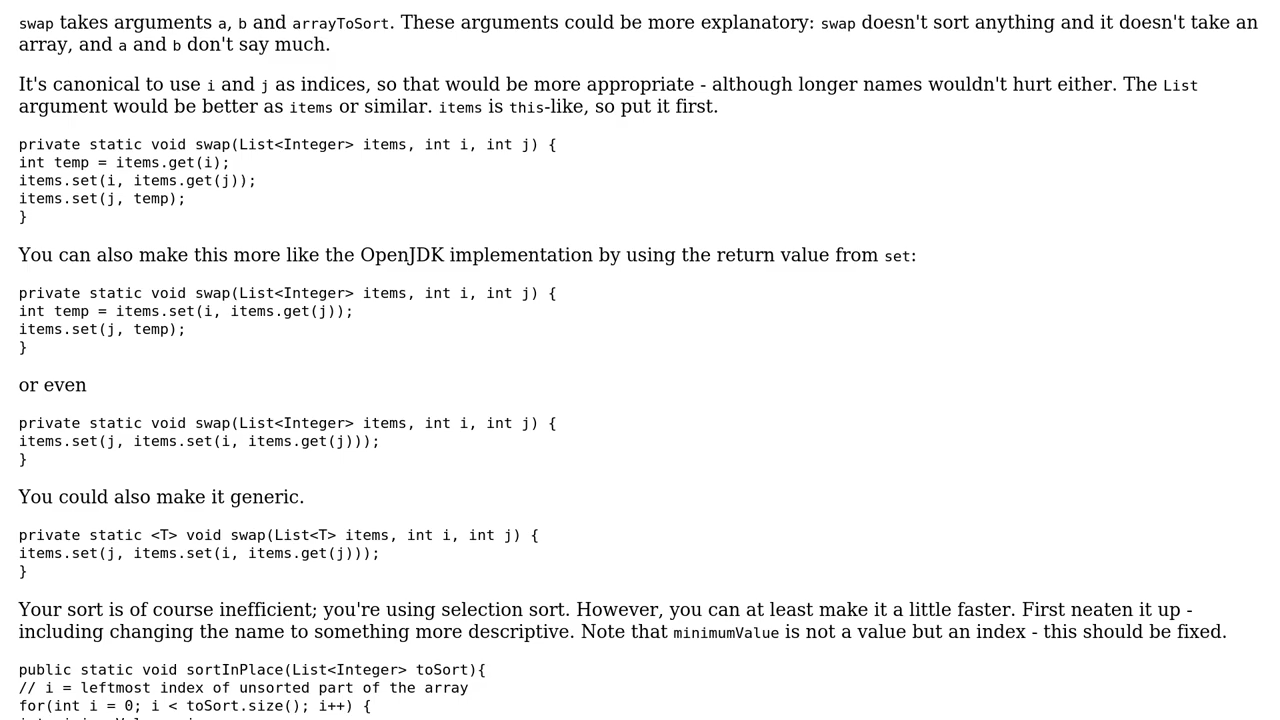 swap takes arguments a, b and arrayToSort. These arguments could be more explanatory: swap doesn't sort anything and it doesn't take an
array, and a and b don't say much.
It's canonical to use i and j as indices, so that would be more appropriate - although longer names wouldn't hurt either. The List
argument would be better as items or similar. items is this-like, so put it first.
private static void swap(List<Integer> items, int i, int j) {
int temp = items.get(i);
items.set(i, items.get(j));
items.set(j, temp);
}
You can also make this more like the OpenJDK implementation by using the return value from set:
private static void swap(List<Integer> items, int i, int j) {
int temp = items.set(i, items.get(j));
items.set(j, temp);
}
or even
private static void swap(List<Integer> items, int i, int j) {
items.set(j, items.set(i, items.get(j)));
}
You could also make it generic.
private static <T> void swap(List<T> items, int i, int j) {
items.set(j, items.set(i, items.get(j)));
}
Your sort is of course inefficient; you're using selection sort. However, you can at least make it a little faster. First neaten it up -
including changing the name to something more descriptive. Note that minimumValue is not a value but an index - this should be fixed.
public static void sortInPlace(List<Integer> toSort){
// i = leftmost index of unsorted part of the array
for(int i = 0; i < toSort.size(); i++) {